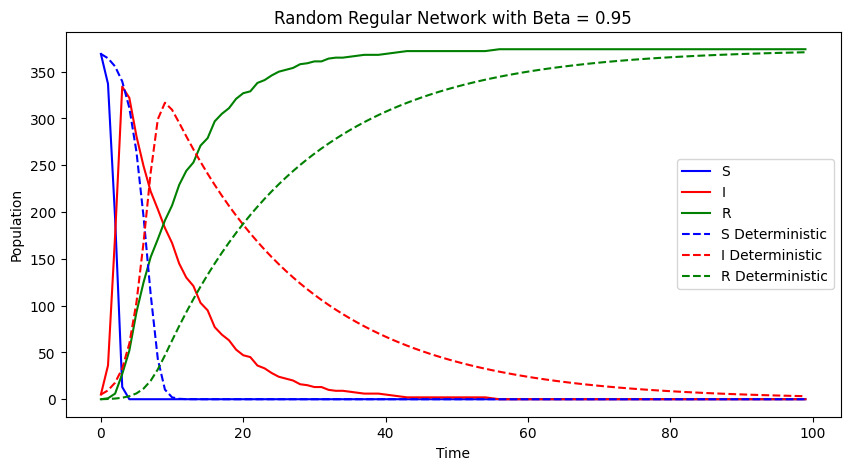 Random Regular Network with Beta = 0.95
Population
350
300
250
200
150
100
50
0
S
I
R
S Deterministic
I Deterministic
R Deterministic
0
20
40
60
80
100
Time